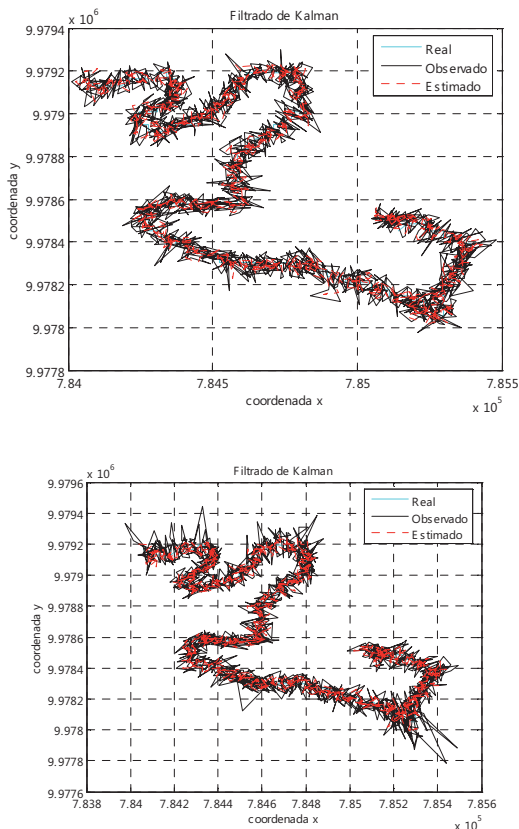 Filtrado de Kalman
x 10^6
9.9794
9.9792
9.979
9.9788
9.9786
9.9784
9.9782
9.978
9.9778
coordenada y
Real
Observado
Estimado
7.84 7.845 7.85 7.855
coordenada x
x 10^5
Filtrado de Kalman
x 10^6
9.9796
9.9794
9.9792
9.979
9.9788
9.9786
9.9784
9.9782
9.978
9.9778
9.9776
coordenada y
Real
Observado
Estimado
7.838 7.84 7.842 7.844 7.846 7.848 7.85 7.852 7.854 7.856
coordenada x
x 10^5